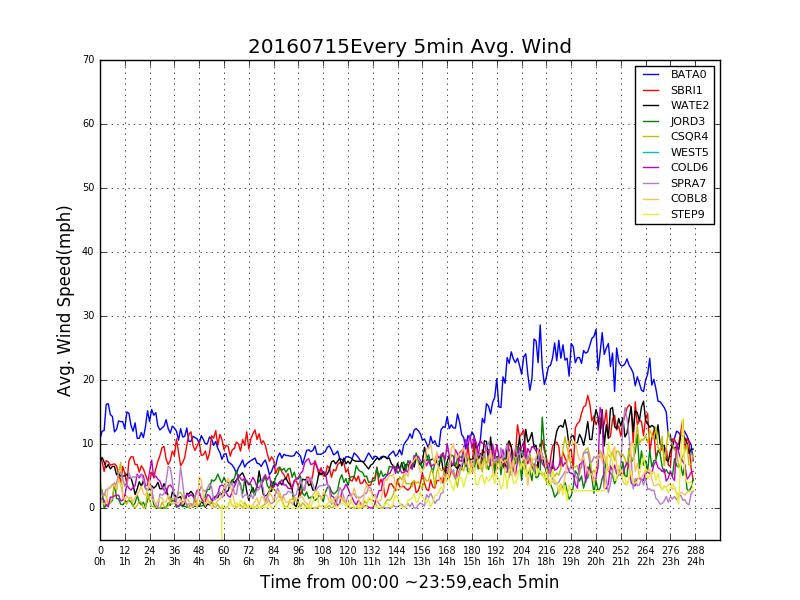 20160715Every 5min Avg. Wind
70
60
50
40
30
20
10
0
Avg. Wind Speed(mph)
BATA0
SBRI1
WATE2
JORD3
CSQR4
WEST5
COLD6
SPRA7
COBL8
STEP9
0 12 24 36 48 60 72 84 96 108 120 132 144 156 168 180 192 204 216 228 240 252 264 276 288
0h 1h 2h 3h 4h 5h 6h 7h 8h 9h 10h 11h 12h 13h 14h 15h 16h 17h 18h 19h 20h 21h 22h 23h 24h
Time from 00:00 ~23:59,each 5min